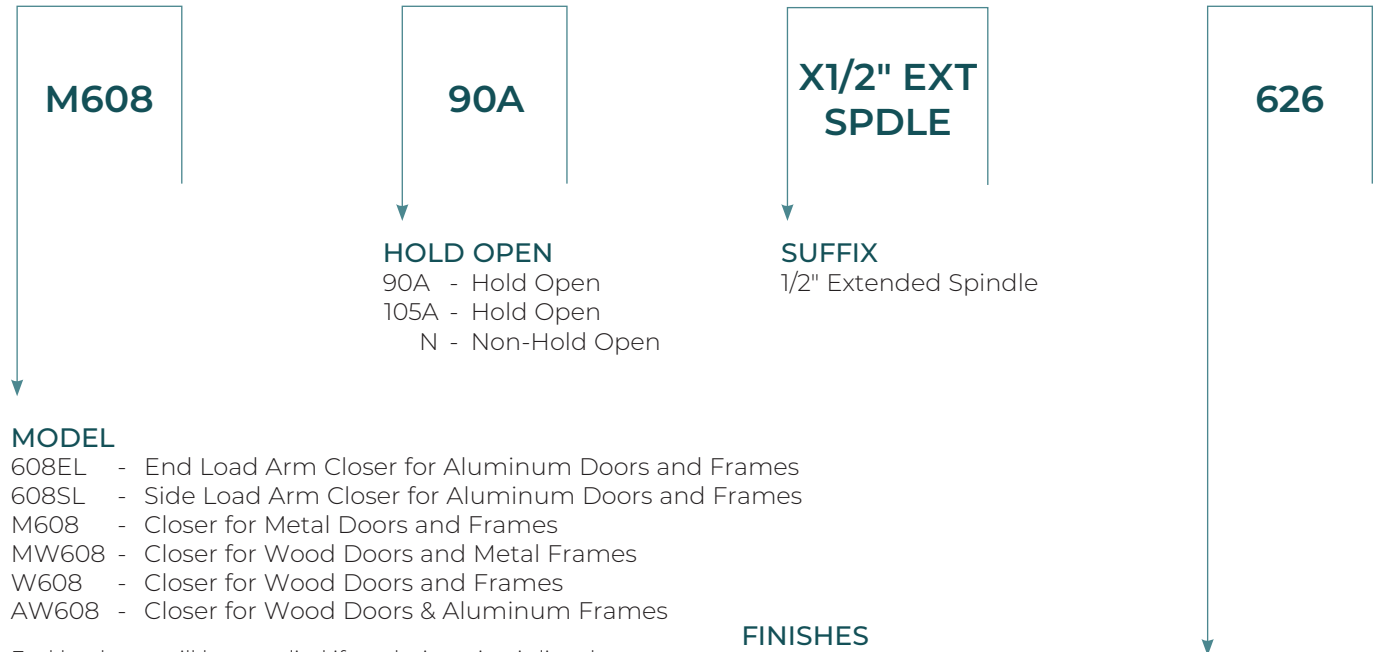 M608
90A
X1/2" EXT
SPDLE
626
HOLD OPEN
90A - Hold Open
105A - Hold Open
N - Non-Hold Open
SUFFIX
1/2" Extended Spindle
MODEL
608EL - End Load Arm Closer for Aluminum Doors and Frames
608SL - Side Load Arm Closer for Aluminum Doors and Frames
M608 - Closer for Metal Doors and Frames
MW608 - Closer for Wood Doors and Metal Frames
W608 - Closer for Wood Doors and Frames
AW608 - Closer for Wood Doors & Aluminum Frames
FINISHES